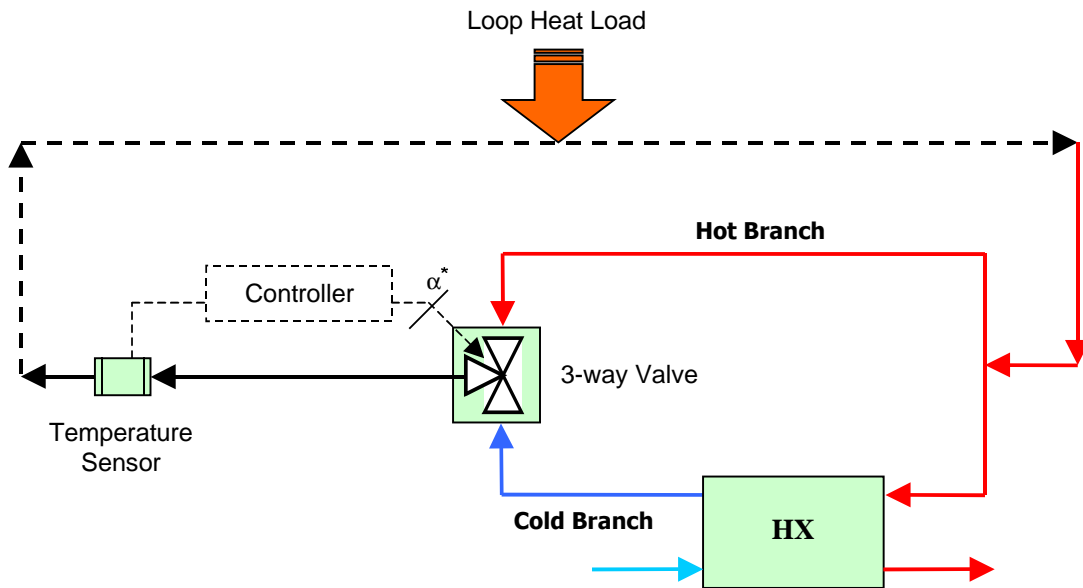 Loop Heat Load
Hot Branch
α*
Controller
3-way Valve
Temperature
Sensor
Cold Branch
HX